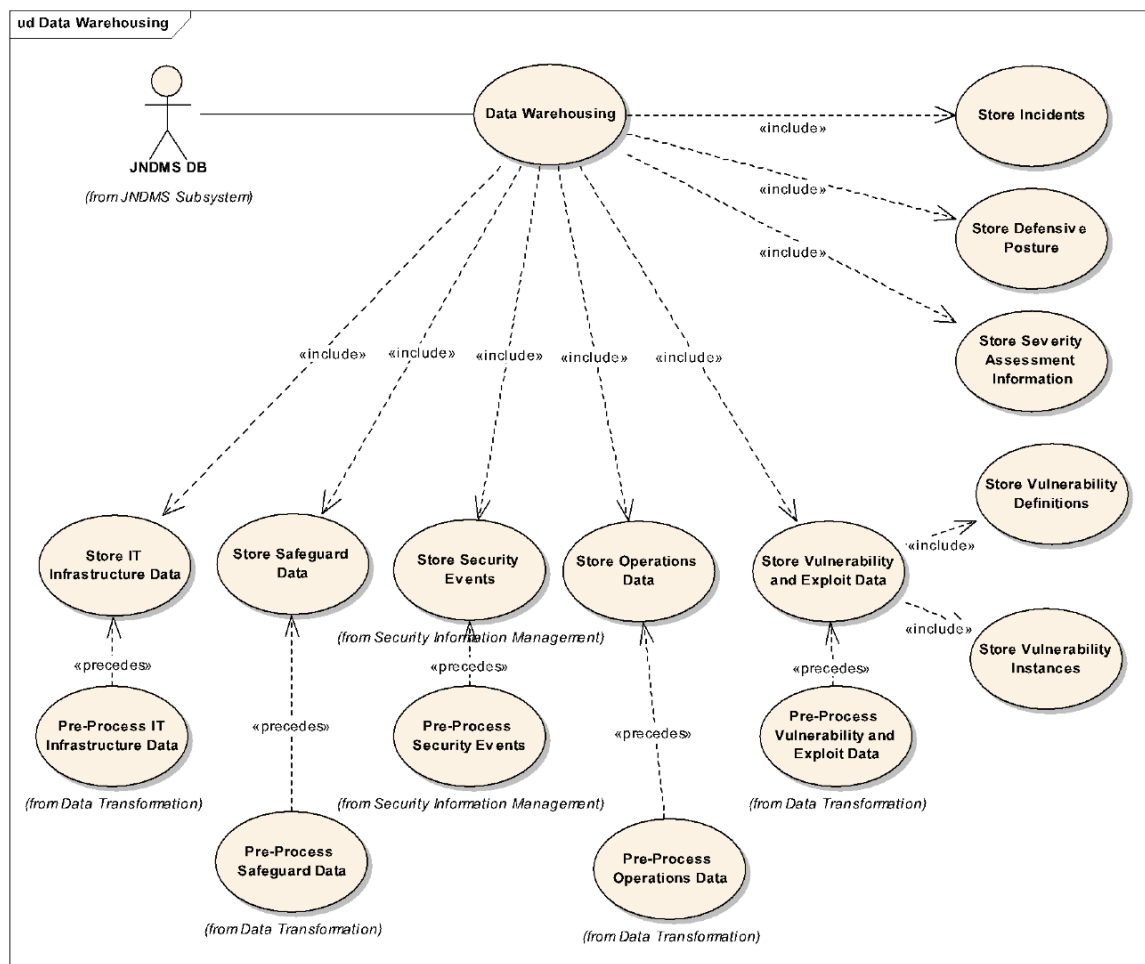 ud Data Warehousing
JNDMS DB
(from JNDMS Subsystem)
Data Warehousing
«include»
Store Incidents
«include»
Store Defensive
Posture
«include»
Store Severity
Assessment
Information
«include»
«include»
«include»
«include»
«include»
Store IT
Infrastructure Data
Store Safeguard
Data
Store Security
Events
(from Security Information Management)
Store Operations
Data
Store Vulnerability
and Exploit Data
«include»
Store Vulnerability
Definitions
«include»
Store Vulnerability
Instances
«precedes»
«precedes»
«precedes»
«precedes»
«precedes»
Pre-Process IT
Infrastructure Data
(from Data Transformation)
Pre-Process
Security Events
(from Security Information Management)
Pre-Process
Vulnerability and
Exploit Data
(from Data Transformation)
Pre-Process
Safeguard Data
(from Data Transformation)
Pre-Process
Operations Data
(from Data Transformation)